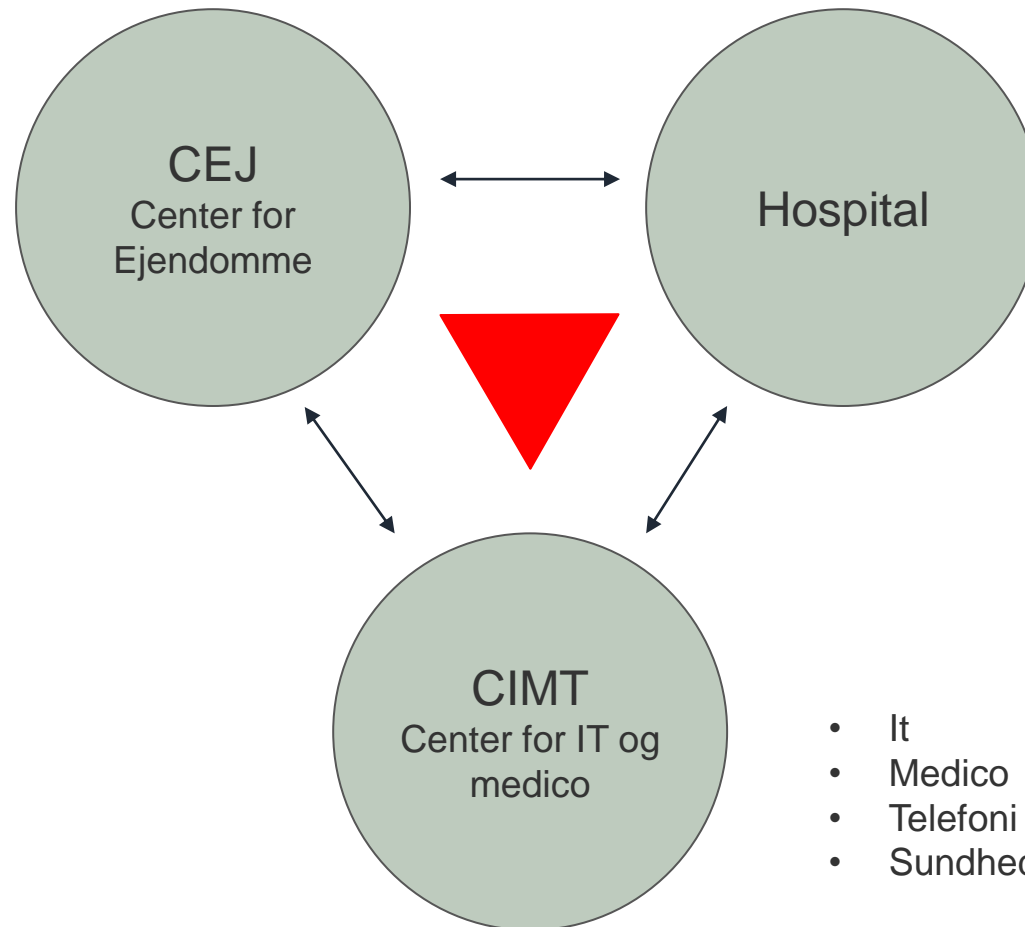 CEJ
Center for
Ejendomme
Hospital
CIMT
Center for IT og
medico
• It
• Medico
• Telefoni
•